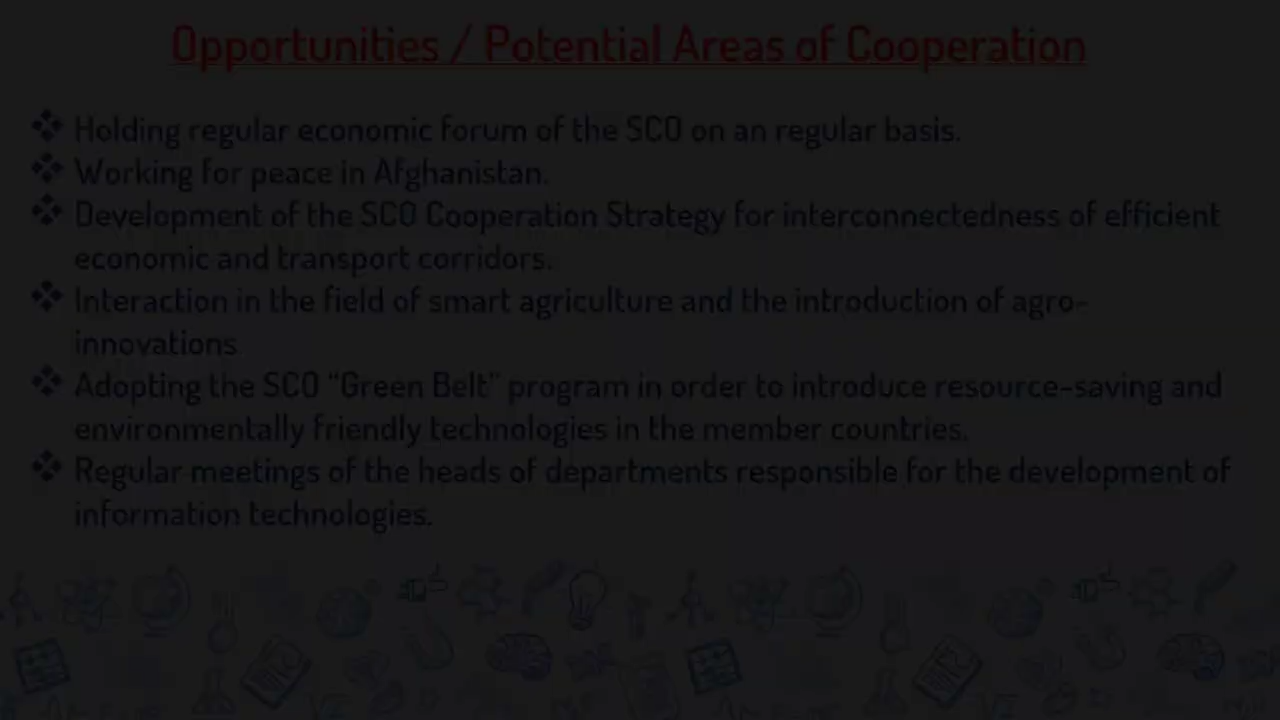 Opportunities / Potential Areas of Cooperation
Holding regular economic forum of the SCO on an regular basis.
Working for peace in Afghanistan.
Development of the SCO Cooperation Strategy for interconnectedness of efficient
economic and transport corridors.
Interaction in the field of smart agriculture and the introduction of agro-
innovations
Adopting the SCO “Green Belt” program in order to introduce resource-saving and
environmentally friendly technologies in the member countries.
Regular meetings of the heads of departments responsible for the development of
information technologies.